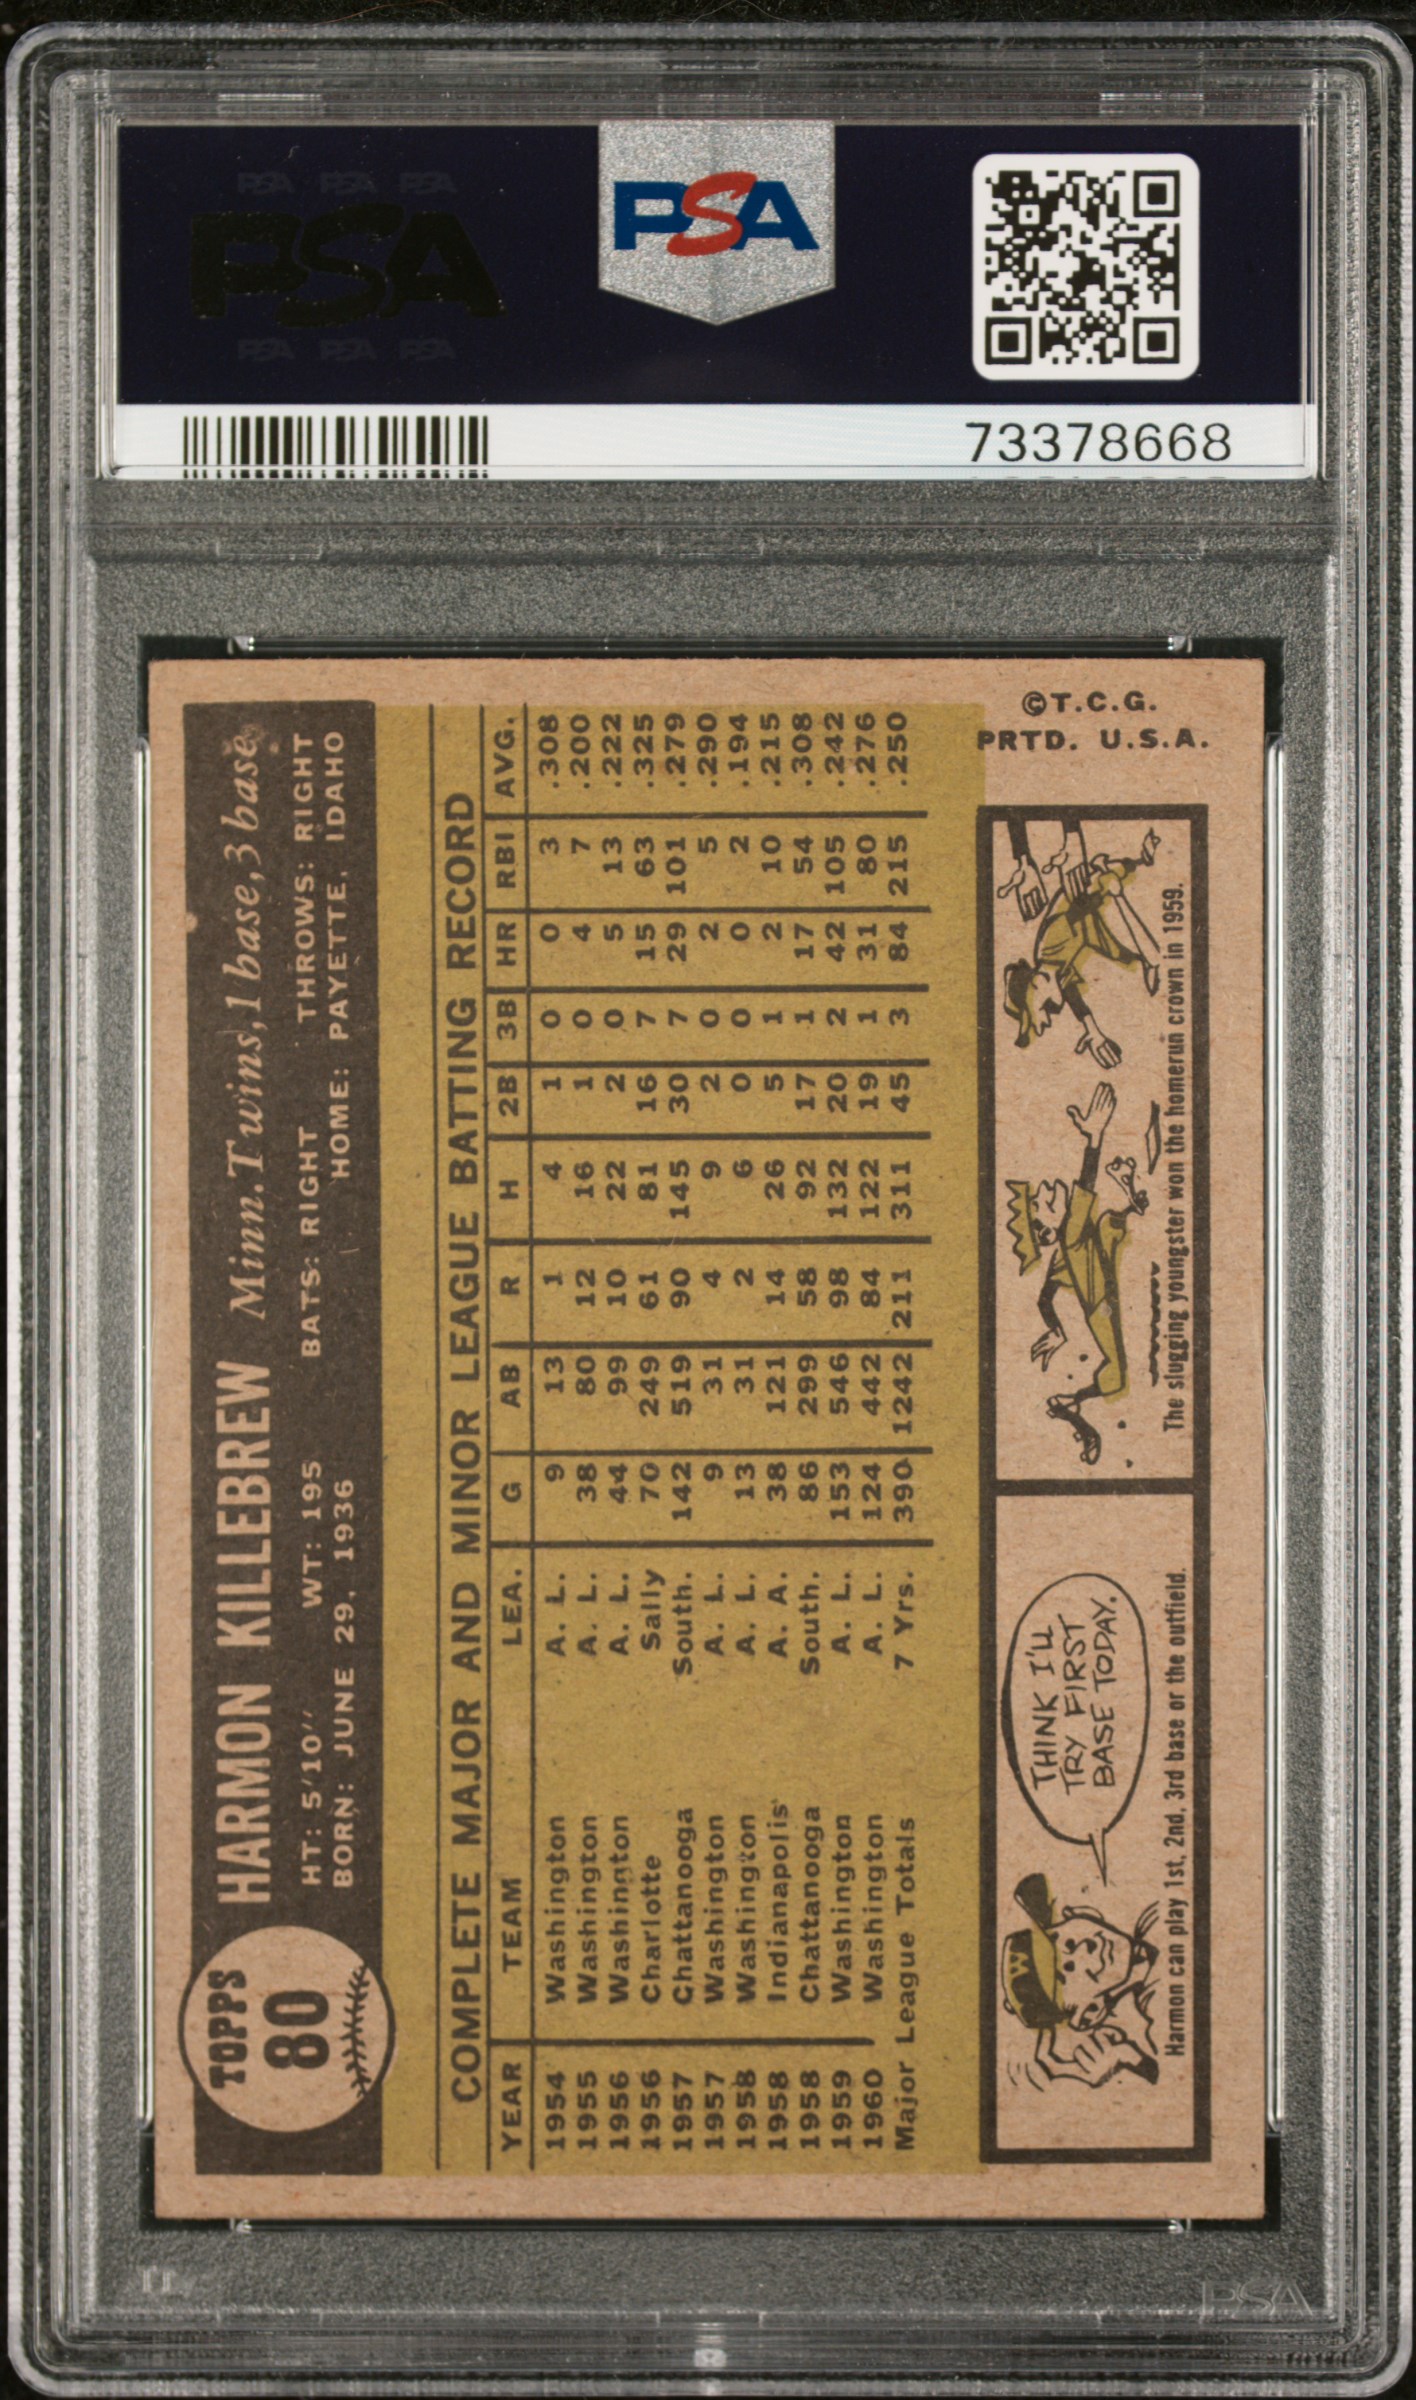 PSA PSA PSA
PSA
PSA PSA PSA
PSA
73378668
TOPPS
80
HARMON KILLEBREW Minn. Twins, 1 base, 3 base
HT: 5'10" WT: 195 BATS: RIGHT THROWS: RIGHT
BORN: JUNE 29, 1936 HOME: PAYETTE, IDAHO
COMPLETE MAJOR AND MINOR LEAGUE BATTING RECORD
YEAR TEAM LEA. G AB R H 2B 3B HR RBI AVG.
1954 Washington A. L. 9 13 1 4 1 0 0 3 .308
1955 Washington A. L. 38 80 12 16 1 0 4 7 .200
1956 Washington A. L. 44 99 10 22 2 0 5 13 .222
1956 Charlotte Sally 70 249 61 81 16 7 15 63 .325
1957 Chattanooga South. 142 519 90 145 30 7 29 101 .279
1957 Washington A. L. 9 31 4 9 2 0 2 5 .290
1958 Washington A. L. 13 31 2 6 0 0 0 2 .194
1958 Indianapolis A. A. 38 121 14 26 5 1 2 10 .215
1958 Chattanooga South. 86 299 58 92 17 1 17 54 .308
1959 Washington A. L. 153 546 98 132 20 2 42 105 .242
1960 Washington A. L. 124 442 84 122 19 1 31 80 .276
Major League Totals 7 Yrs. 390 1242 211 311 45 3 84 215 .250
W
THINK I'LL
TRY FIRST
BASE TODAY.
Harmon can play 1st, 2nd, 3rd base or the outfield.
The slugging youngster won the homerun crown in 1959.
©T.C.G.
PRTD. U.S.A.
PSA